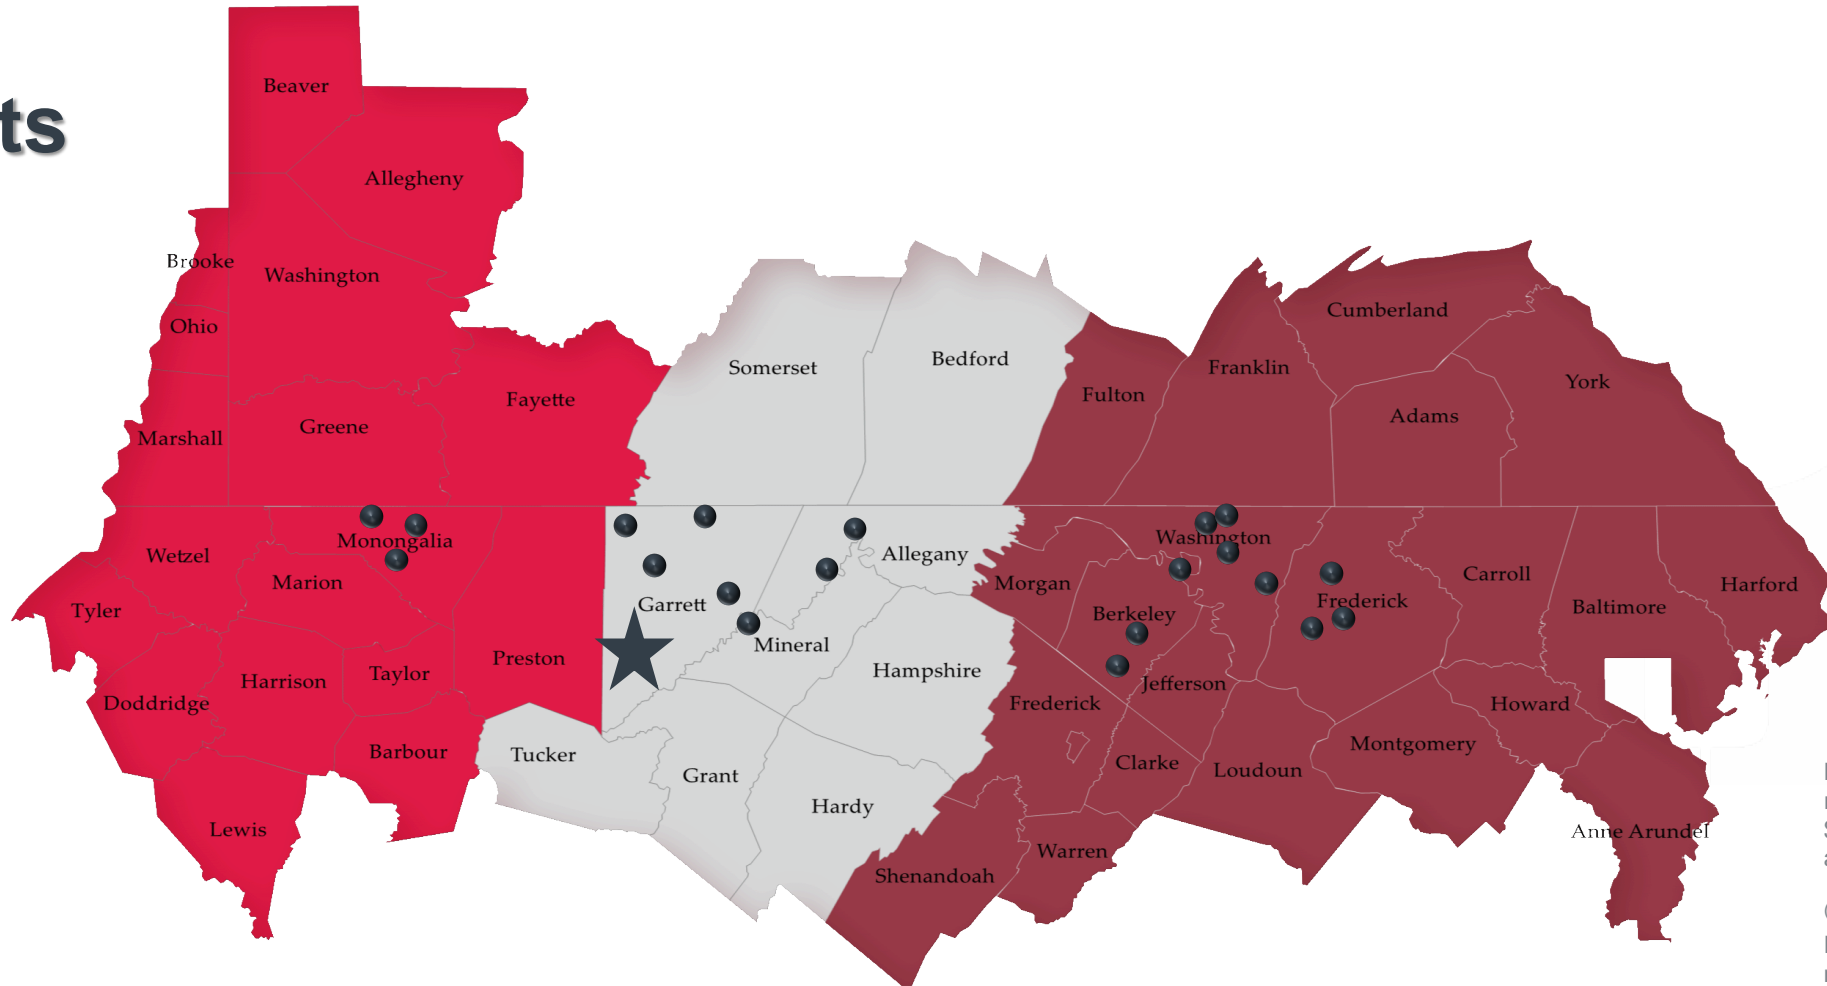 ts
Beaver
Allegheny
Brooke
Washington
Ohio
Marshall
Greene
Fayette
Somerset
Bedford
Fulton
Franklin
Cumberland
Adams
York
Wetzel
Monongalia
Marion
Tyler
Doddridge
Harrison
Taylor
Preston
Barbour
Lewis
Garrett
Allegany
Mineral
Hampshire
Tucker
Grant
Hardy
Morgan
Washington
Berkeley
Frederick
Jefferson
Frederick
Carroll
Baltimore
Harford
Howard
Montgomery
Clarke
Loudoun
Warren
Shenandoah
Anne Arundel